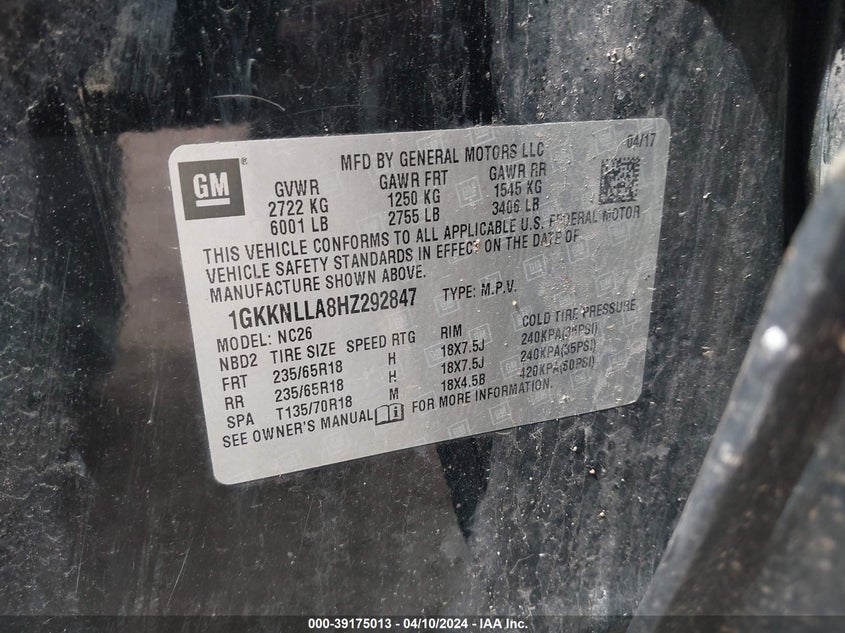 GM ®
MFD BY GENERAL MOTORS LLC
04/17
GVWR GAWR FRT GAWR RR
2722 KG 1250 KG 1545 KG
6001 LB 2755 LB 3406 LB
THIS VEHICLE CONFORMS TO ALL APPLICABLE U.S. FEDERAL MOTOR
VEHICLE SAFETY STANDARDS IN EFFECT ON THE DATE OF
MANUFACTURE SHOWN ABOVE.
1GKKNLLA8HZ292847 TYPE: M.P.V.
MODEL: NC26
NBD2 TIRE SIZE SPEED RTG RIM COLD TIRE PRESSURE
FRT 235/65R18 H 18X7.5J 240KPA(35PSI)
RR 235/65R18 H 18X7.5J 240KPA(35PSI)
SPA T135/70R18 M 18X4.5B 420KPA(60PSI)
SEE OWNER'S MANUAL FOR MORE INFORMATION.
000-39175013 - 04/10/2024 - IAA Inc.